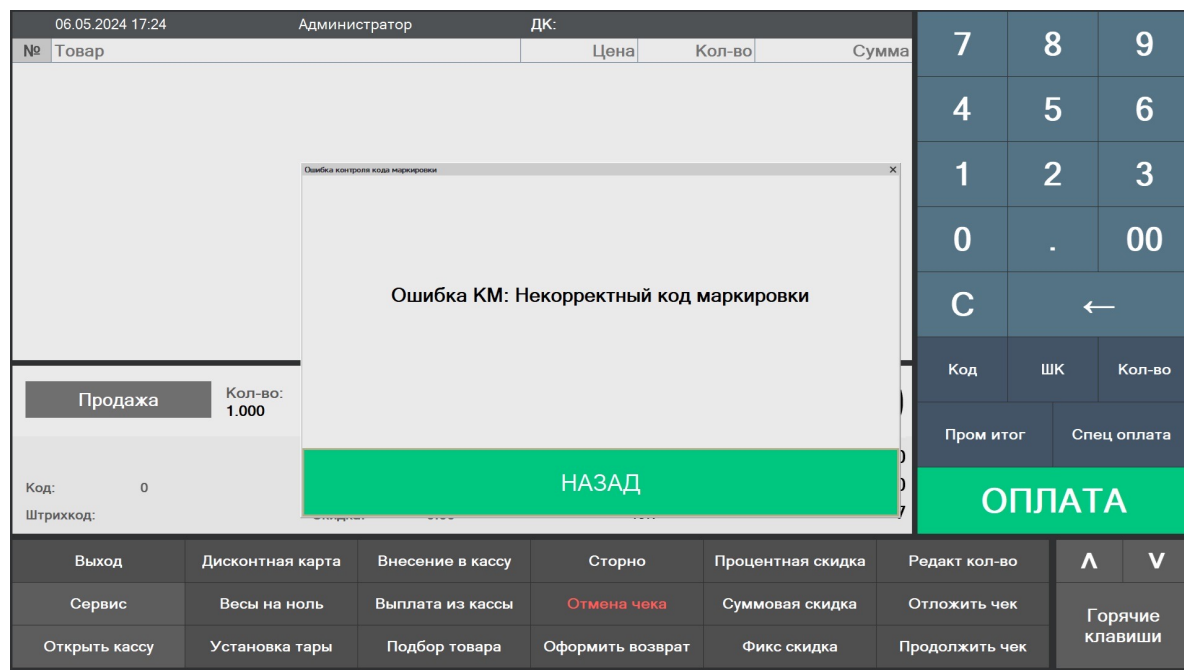 06.05.2024 17:24 Администратор ДК:
№ Товар Цена Кол-во Сумма
Ошибка контроля кода маркировки ×
Ошибка КМ: Некорректный код маркировки
НАЗАД
Продажа Кол-во:
1.000
Код: 0
Штрихкод:
7 8 9
4 5 6
1 2 3
0 . 00
C ←
Код ШК Кол-во
Пром итог Спец оплата
ОПЛАТА
Выход Дисконтная карта Внесение в кассу Сторно Процентная скидка Редакт кол-во
Сервис Весы на ноль Выплата из кассы Отмена чека Суммовая скидка Отложить чек
Открыть кассу Установка тары Подбор товара Оформить возврат Фикс скидка Продолжить чек
Горячие
клавиши